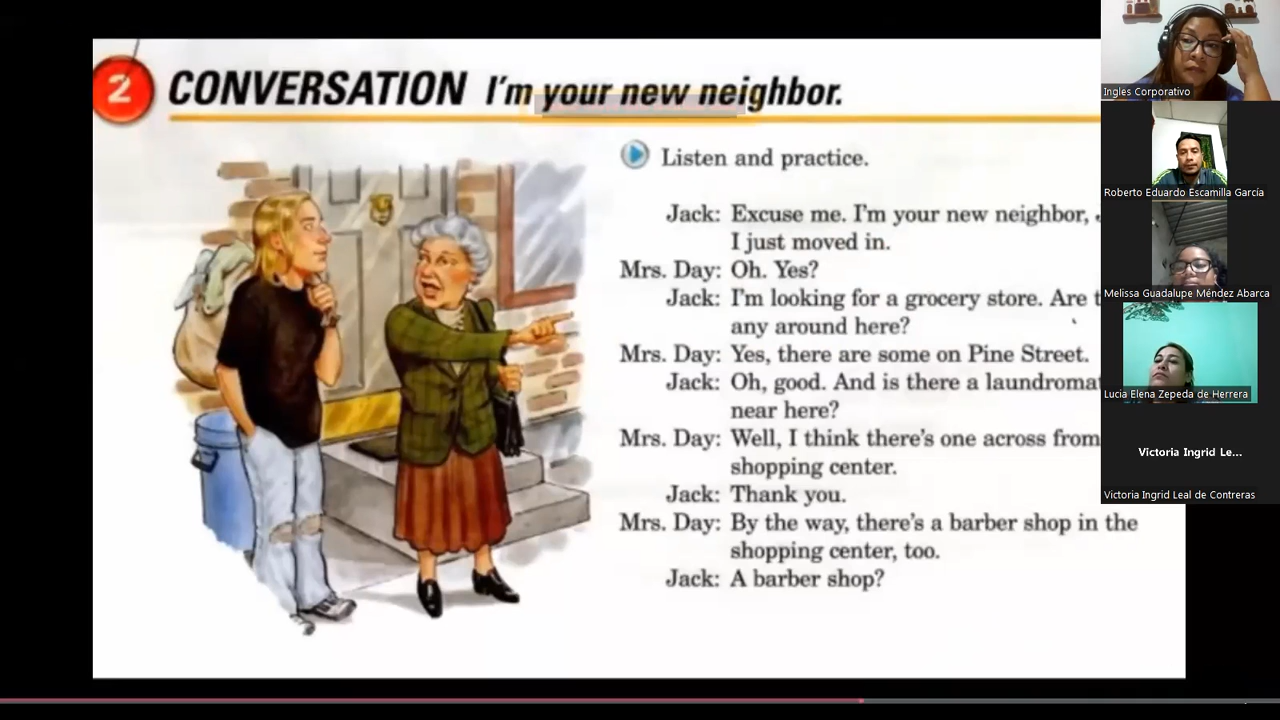 2 CONVERSATION I'm your new neighbor.
Listen and practice.
Jack: Excuse me. I'm your new neighbor,
I just moved in.
Mrs. Day: Oh. Yes?
Jack: I'm looking for a grocery store. Are
any around here?
Mrs. Day: Yes, there are some on Pine Street.
Jack: Oh, good. And is there a
near here?
Mrs. Day: Well, I think there's one across from
shopping center.
Jack: Thank you.
Mrs. Day: By the way, there's a barber shop in the
shopping center, too.
Jack: A barber shop?
Ingles Corporativo
Roberto Eduardo Escamilla García
Melissa Guadalupe Méndez Abarca
Lucia Elena Zepeda de Herrera
Victoria Ingrid Le...
Victoria Ingrid Leal de Contreras